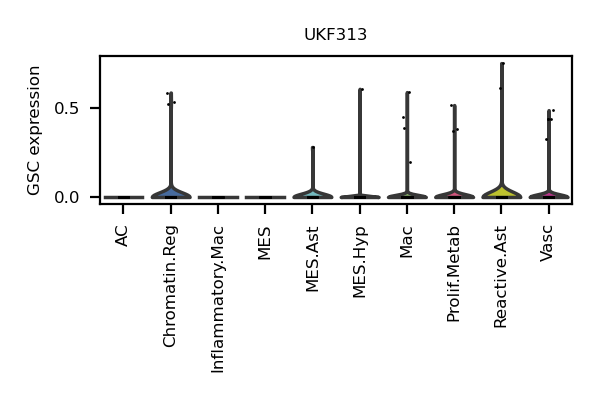 UKF313
GSC expression
0.5
0.0
AC
Chromatin.Reg
Inflammatory.Mac
MES
MES.Ast
MES.Hyp
Mac
Prolif.Metab
Reactive.Ast
Vasc